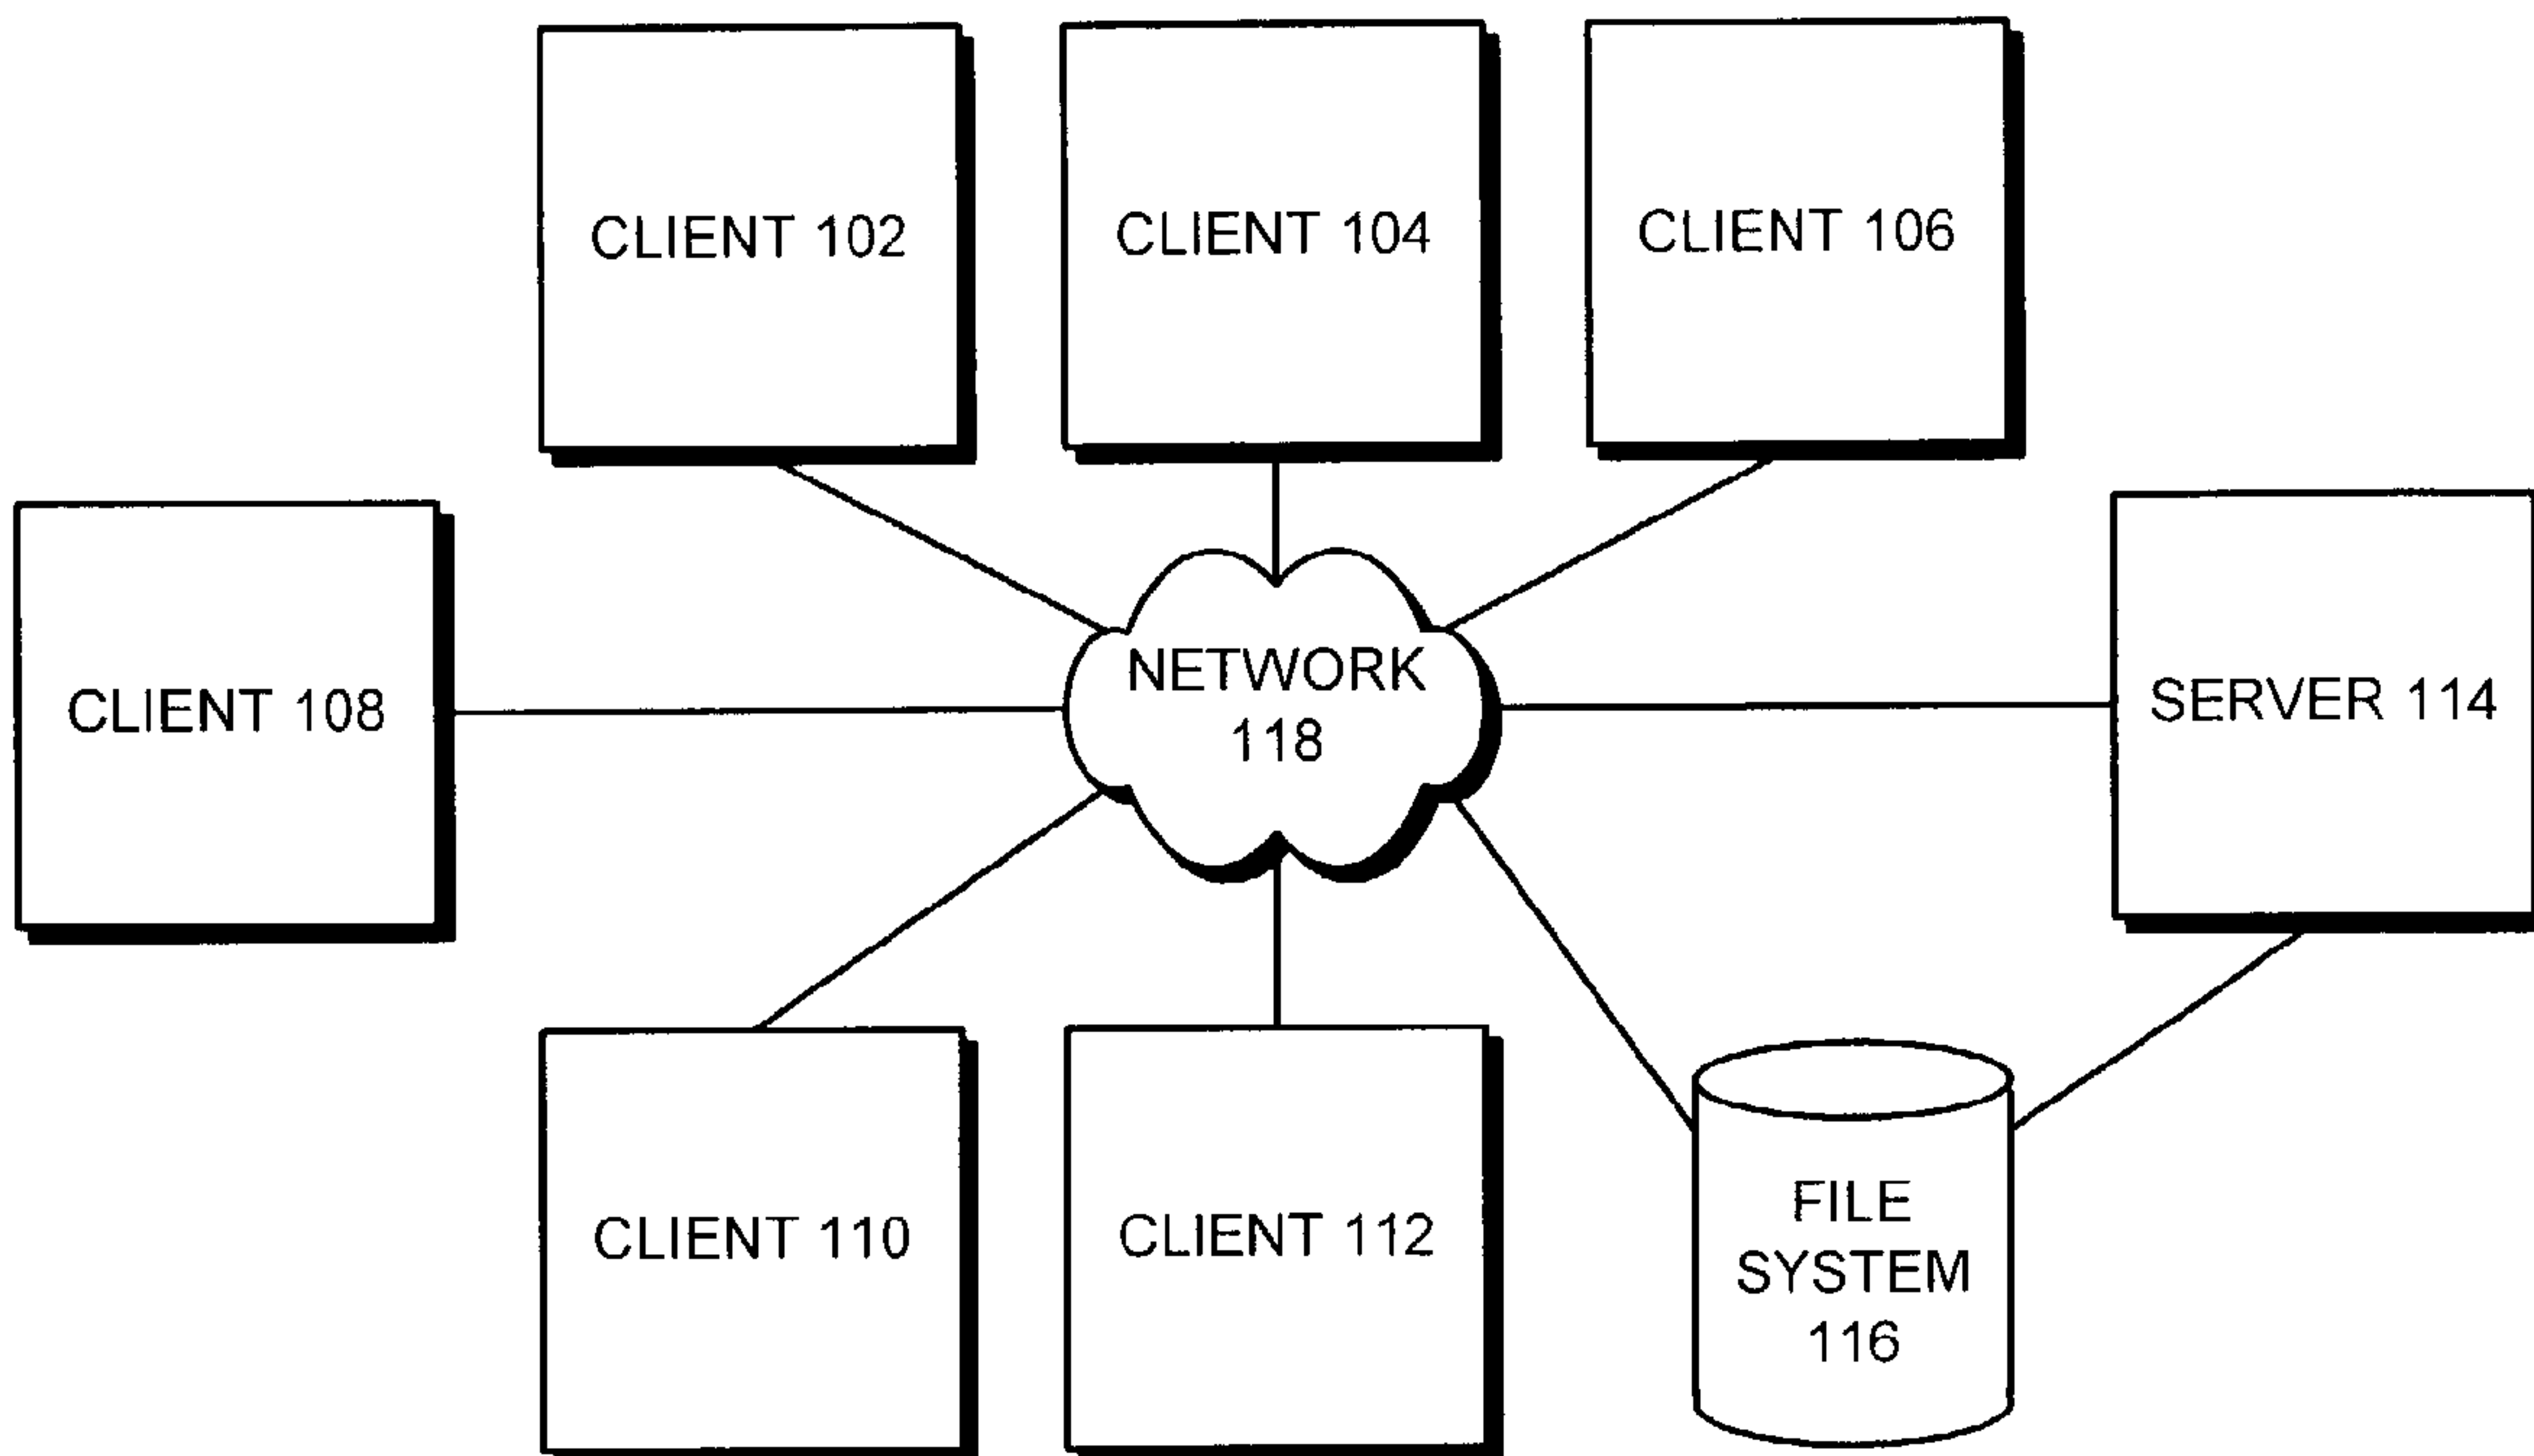 CLIENT 102
CLIENT 104
CLIENT 106
CLIENT 108
NETWORK
118
SERVER 114
CLIENT 110
CLIENT 112
FILE
SYSTEM
116